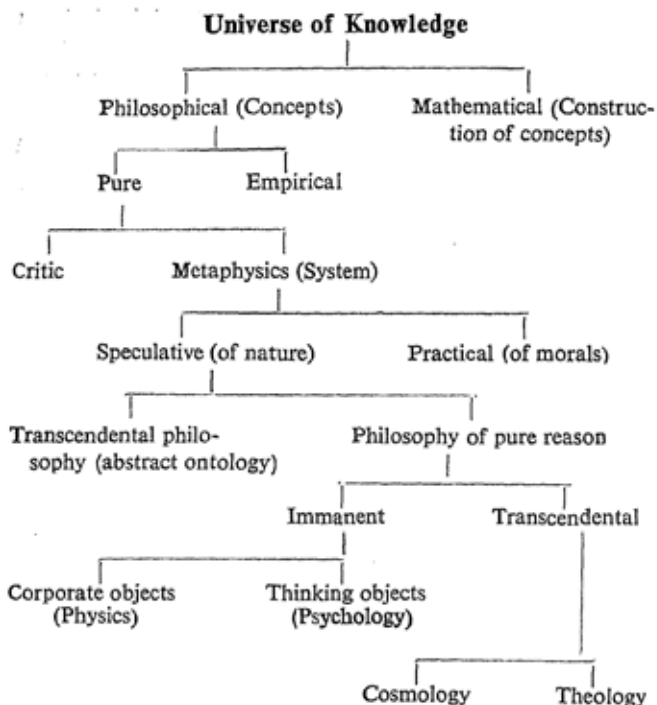 Universe of Knowledge
Philosophical (Concepts)
Mathematical (Construc-
tion of concepts)
Pure
Empirical
Critic
Metaphysics (System)
Speculative (of nature)
Practical (of morals)
Transcendental philo-
sophy (abstract ontology)
Philosophy of pure reason
Immanent
Transcendental
Corporate objects
(Physics)
Thinking objects
(Psychology)
Cosmology
Theology